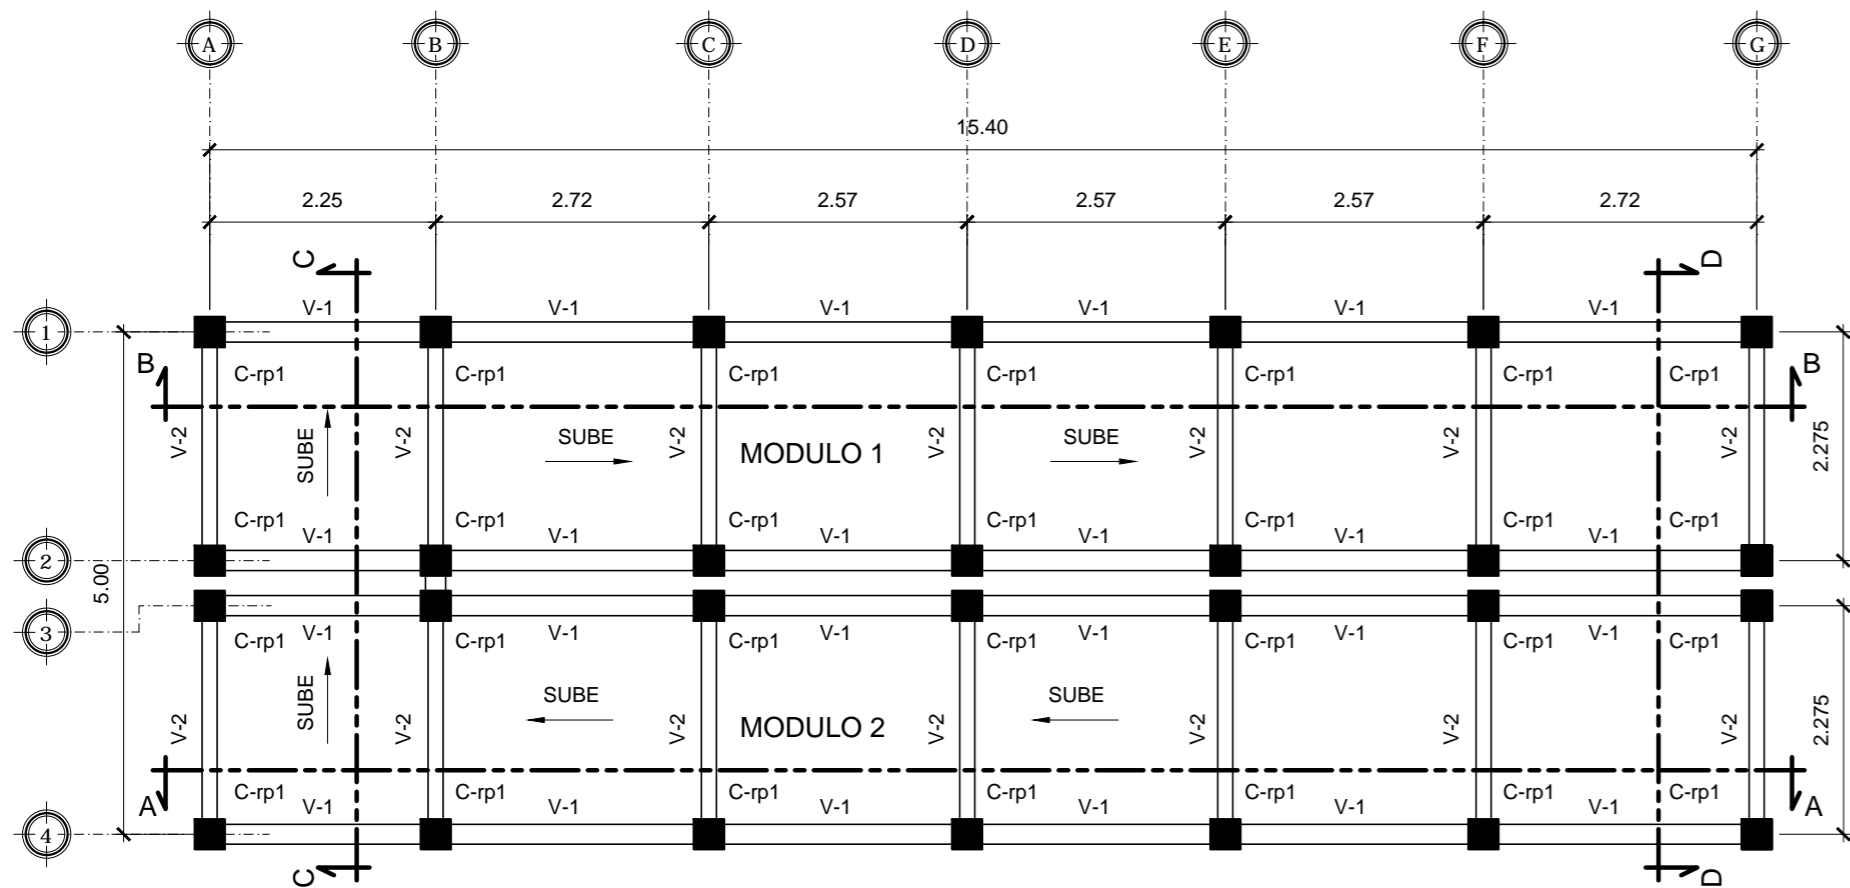 A B C D E F G
15.40
2.25 2.72 2.57 2.57 2.57 2.72
C D
V-1 V-1 V-1 V-1 V-1 V-1
1
B C-rp1 C-rp1 C-rp1 C-rp1 C-rp1 C-rp1 C-rp1 B
V-2 SUBE V-2 SUBE V-2 MODULO 1 V-2 SUBE V-2 V-2 V-2 2.275
C-rp1 C-rp1 C-rp1 C-rp1 C-rp1 C-rp1 C-rp1
V-1 V-1 V-1 V-1 V-1 V-1
2
5.00
3
C-rp1 V-1 C-rp1 V-1 C-rp1 V-1 C-rp1 V-1 C-rp1 V-1 C-rp1 V-1 C-rp1
V-2 SUBE V-2 SUBE V-2 MODULO 2 V-2 SUBE V-2 V-2 V-2 2.275
C-rp1 C-rp1 C-rp1 C-rp1 C-rp1 C-rp1 C-rp1
A V-1 V-1 V-1 V-1 V-1 V-1 A
4
C D